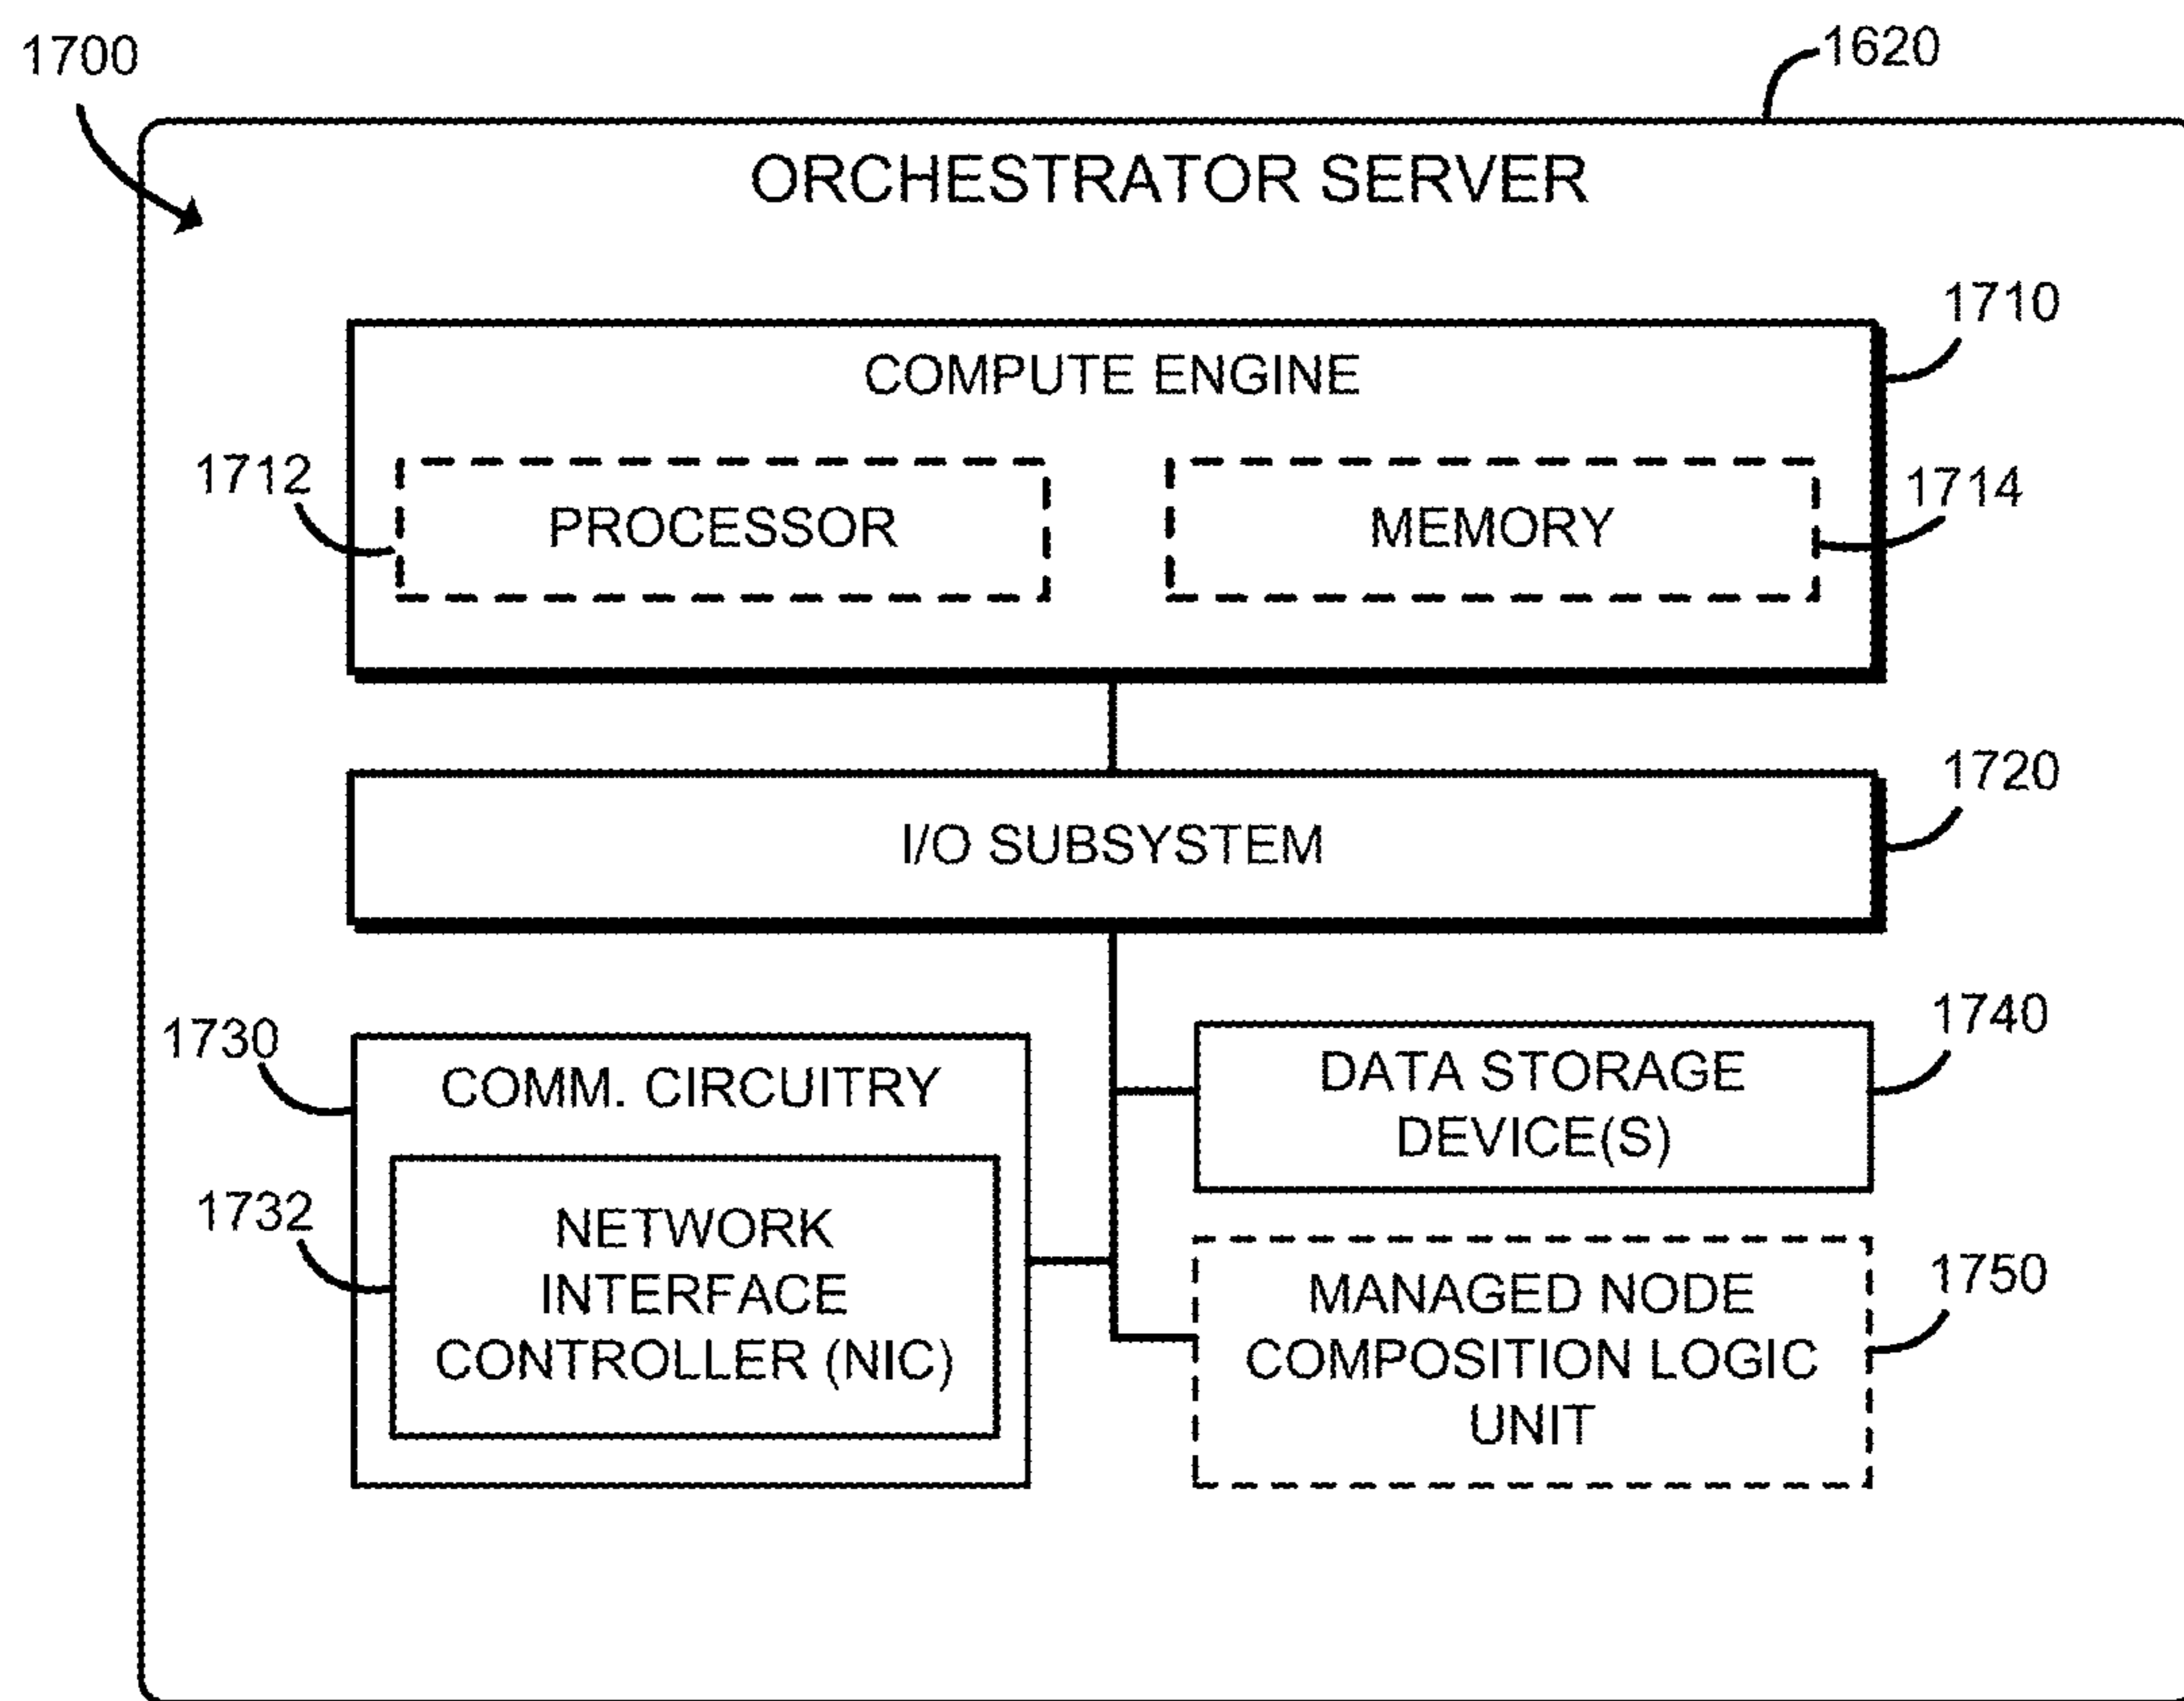 1700
1620
ORCHESTRATOR SERVER
1710
COMPUTE ENGINE
1712
PROCESSOR
MEMORY
1714
1720
I/O SUBSYSTEM
1730
COMM. CIRCUITRY
1732
NETWORK
INTERFACE
CONTROLLER (NIC)
1740
DATA STORAGE
DEVICE(S)
1750
MANAGED NODE
COMPOSITION LOGIC
UNIT